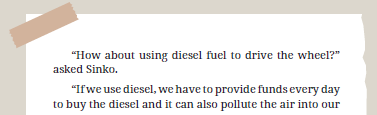 “How about using diesel fuel to drive the wheel?”
asked Sinko.
“If we use diesel, we have to provide funds every day
to buy the diesel and it can also pollute the air into our